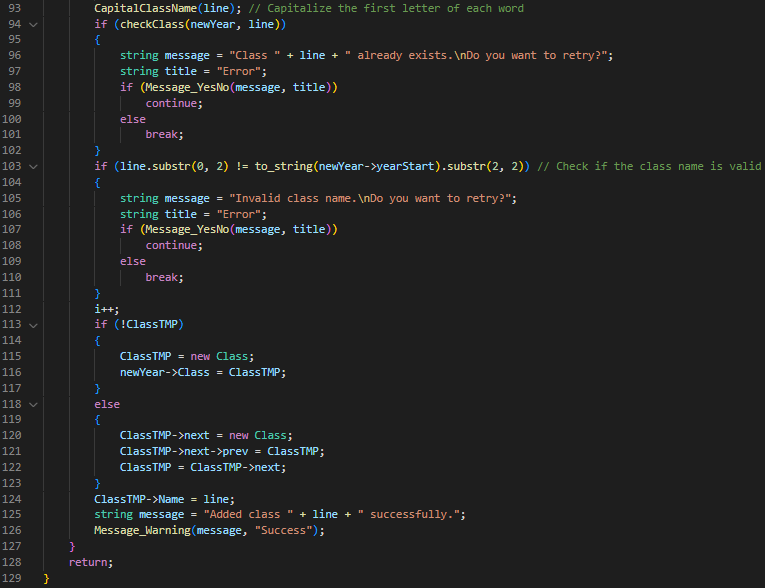 93 CapitalClassName(line); // Capitalize the first letter of each word
94 if (checkClass(newYear, line))
95 {
96 string message = "Class " + line + " already exists.\nDo you want to retry?";
97 string title = "Error";
98 if (Message_YesNo(message, title))
99 continue;
100 else
101 break;
102 }
103 if (line.substr(0, 2) != to_string(newYear->yearStart).substr(2, 2)) // Check if the class name is valid
104 {
105 string message = "Invalid class name.\nDo you want to retry?";
106 string title = "Error";
107 if (Message_YesNo(message, title))
108 continue;
109 else
110 break;
111 }
112 i++;
113 if (!ClassTMP)
114 {
115 ClassTMP = new Class;
116 newYear->Class = ClassTMP;
117 }
118 else
119 {
120 ClassTMP->next = new Class;
121 ClassTMP->next->prev = ClassTMP;
122 ClassTMP = ClassTMP->next;
123 }
124 ClassTMP->Name = line;
125 string message = "Added class " + line + " successfully.";
126 Message_Warning(message, "Success");
127 }
128 return;
129 }